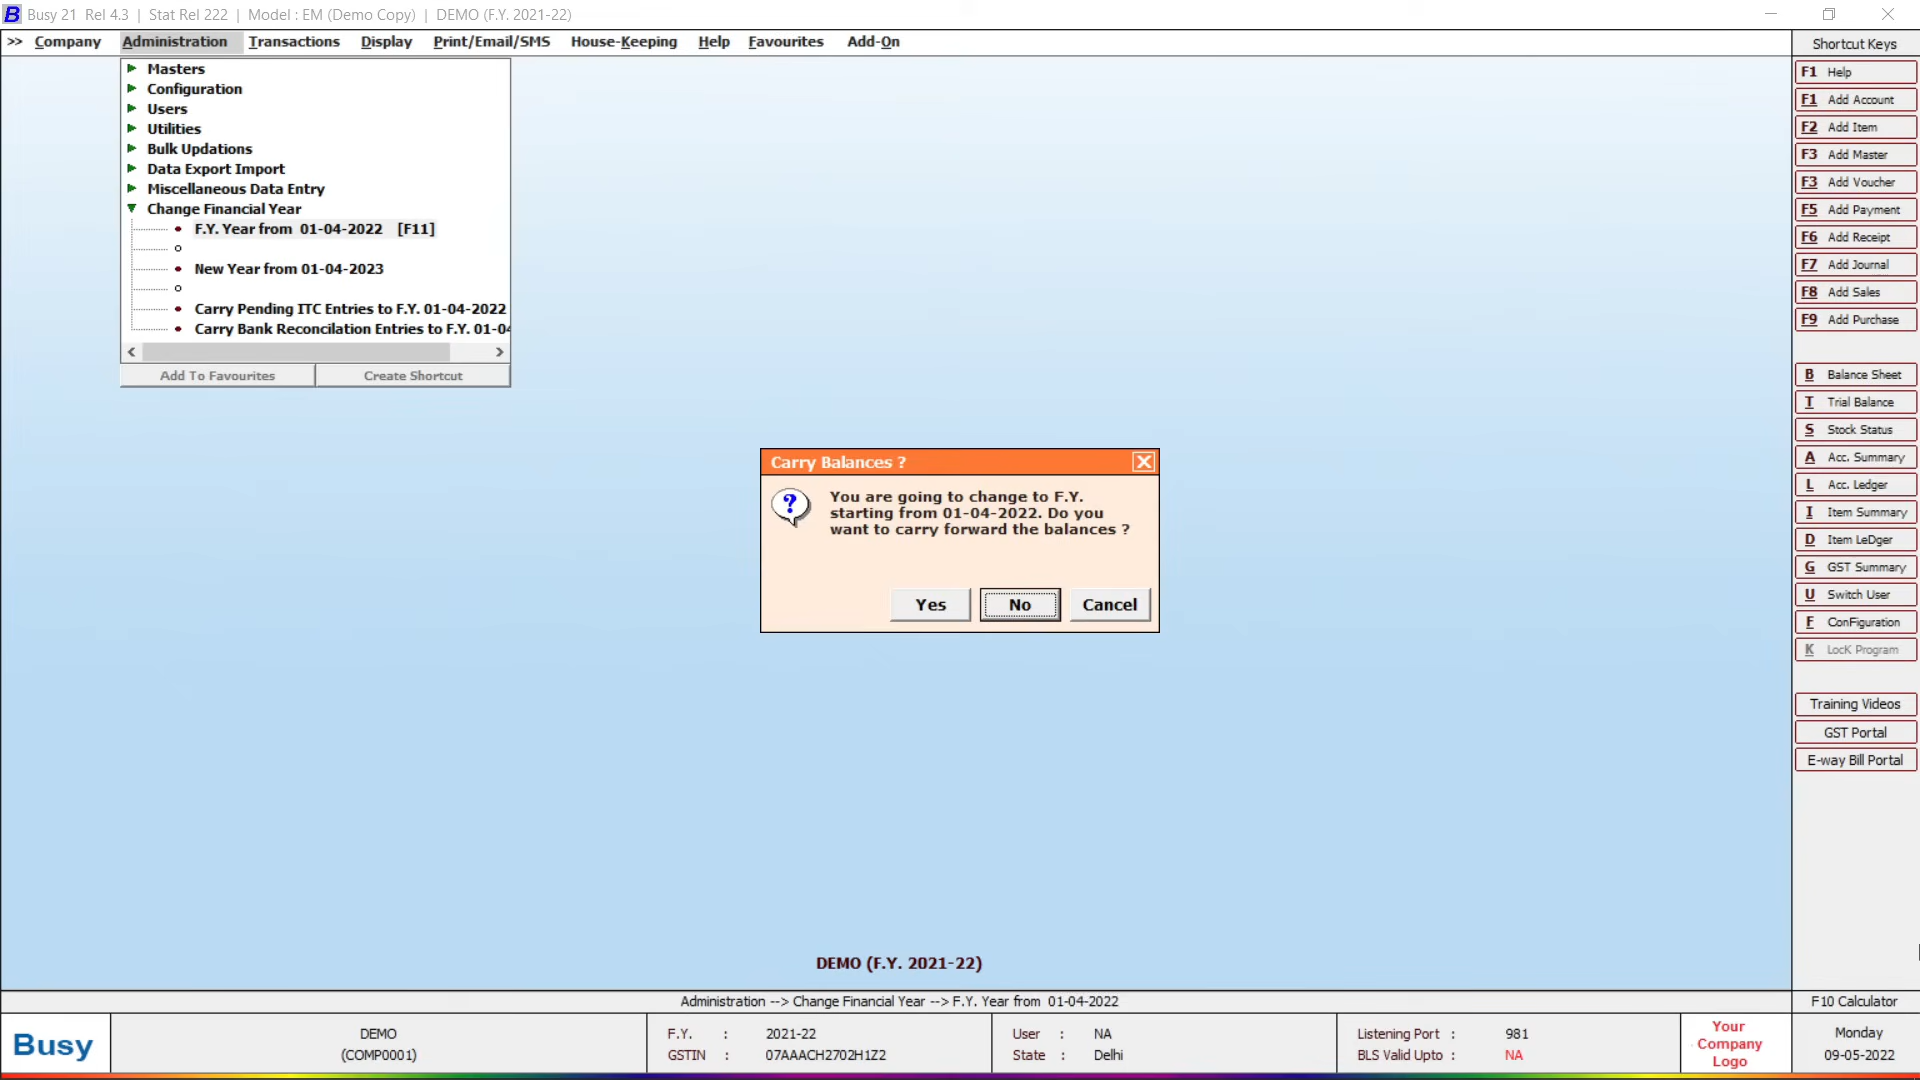 B Busy 21 Rel 4.3 | Stat Rel 222 | Model : EM (Demo Copy) | DEMO (F.Y. 2021-22)
>> Company Administration Transactions Display Print/Email/SMS House-Keeping Help Favourites Add-On
Masters
Configuration
Users
Utilities
Bulk Updations
Data Export Import
Miscellaneous Data Entry
Change Financial Year
F.Y. Year from 01-04-2022 [F11]
New Year from 01-04-2023
Carry Pending ITC Entries to F.Y. 01-04-2022
Carry Bank Reconcilation Entries to F.Y. 01-04
Add To Favourites Create Shortcut
Carry Balances ?
You are going to change to F.Y.
starting from 01-04-2022. Do you
want to carry forward the balances ?
Yes No Cancel
Shortcut Keys
F1 Help
F1 Add Account
F2 Add Item
F3 Add Master
F3 Add Voucher
F5 Add Payment
F6 Add Receipt
F7 Add Journal
F8 Add Sales
F9 Add Purchase
B Balance Sheet
T Trial Balance
S Stock Status
A Acc. Summary
L Acc. Ledger
I Item Summary
D Item LeDger
G GST Summary
U Switch User
F ConFiguration
K LocK Program
Training Videos
GST Portal
E-way Bill Portal
DEMO (F.Y. 2021-22)
Administration --> Change Financial Year --> F.Y. Year from 01-04-2022
F10 Calculator
Busy
DEMO
(COMP0001)
F.Y. : 2021-22
GSTIN : 07AAACH2702H1Z2
User : NA
State : Delhi
Listening Port : 981
BLS Valid Upto : NA
Your
Company
Logo
Monday
09-05-2022